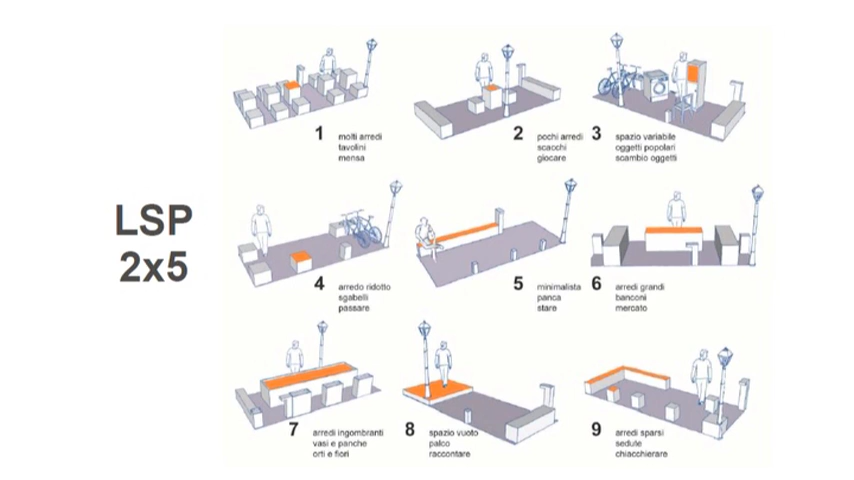 LSP
2x5
1
molti arredi
tavolini
mensa
2
pochi arredi
scacchi
giocare
3
spazio variabile
oggetti popolari
scambio oggetti
4
arredo ridotto
sgabelli
passare
5
minimalista
panca
stare
6
arredi grandi
banconi
mercato
7
arredi ingombranti
vasi e panche
orti e fiori
8
spazio vuoto
palco
raccontare
9
arredi sparsi
sedute
chiacchierare